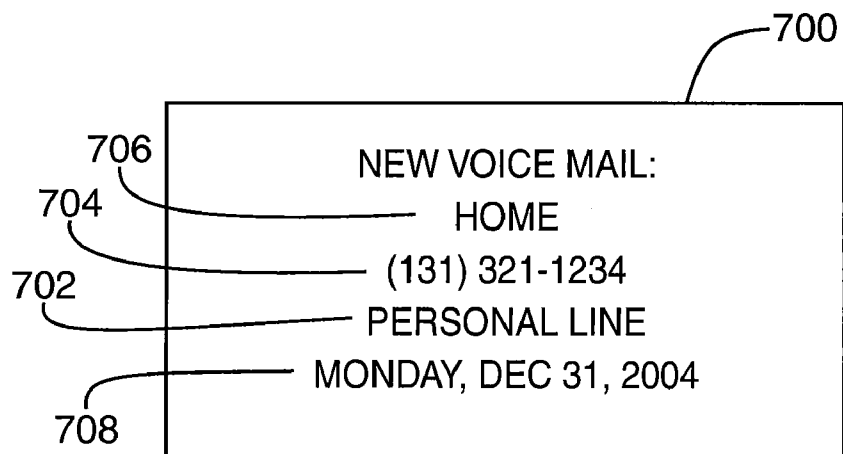 700
NEW VOICE MAIL:
706
HOME
704
(131) 321-1234
702
PERSONAL LINE
MONDAY, DEC 31, 2004
708